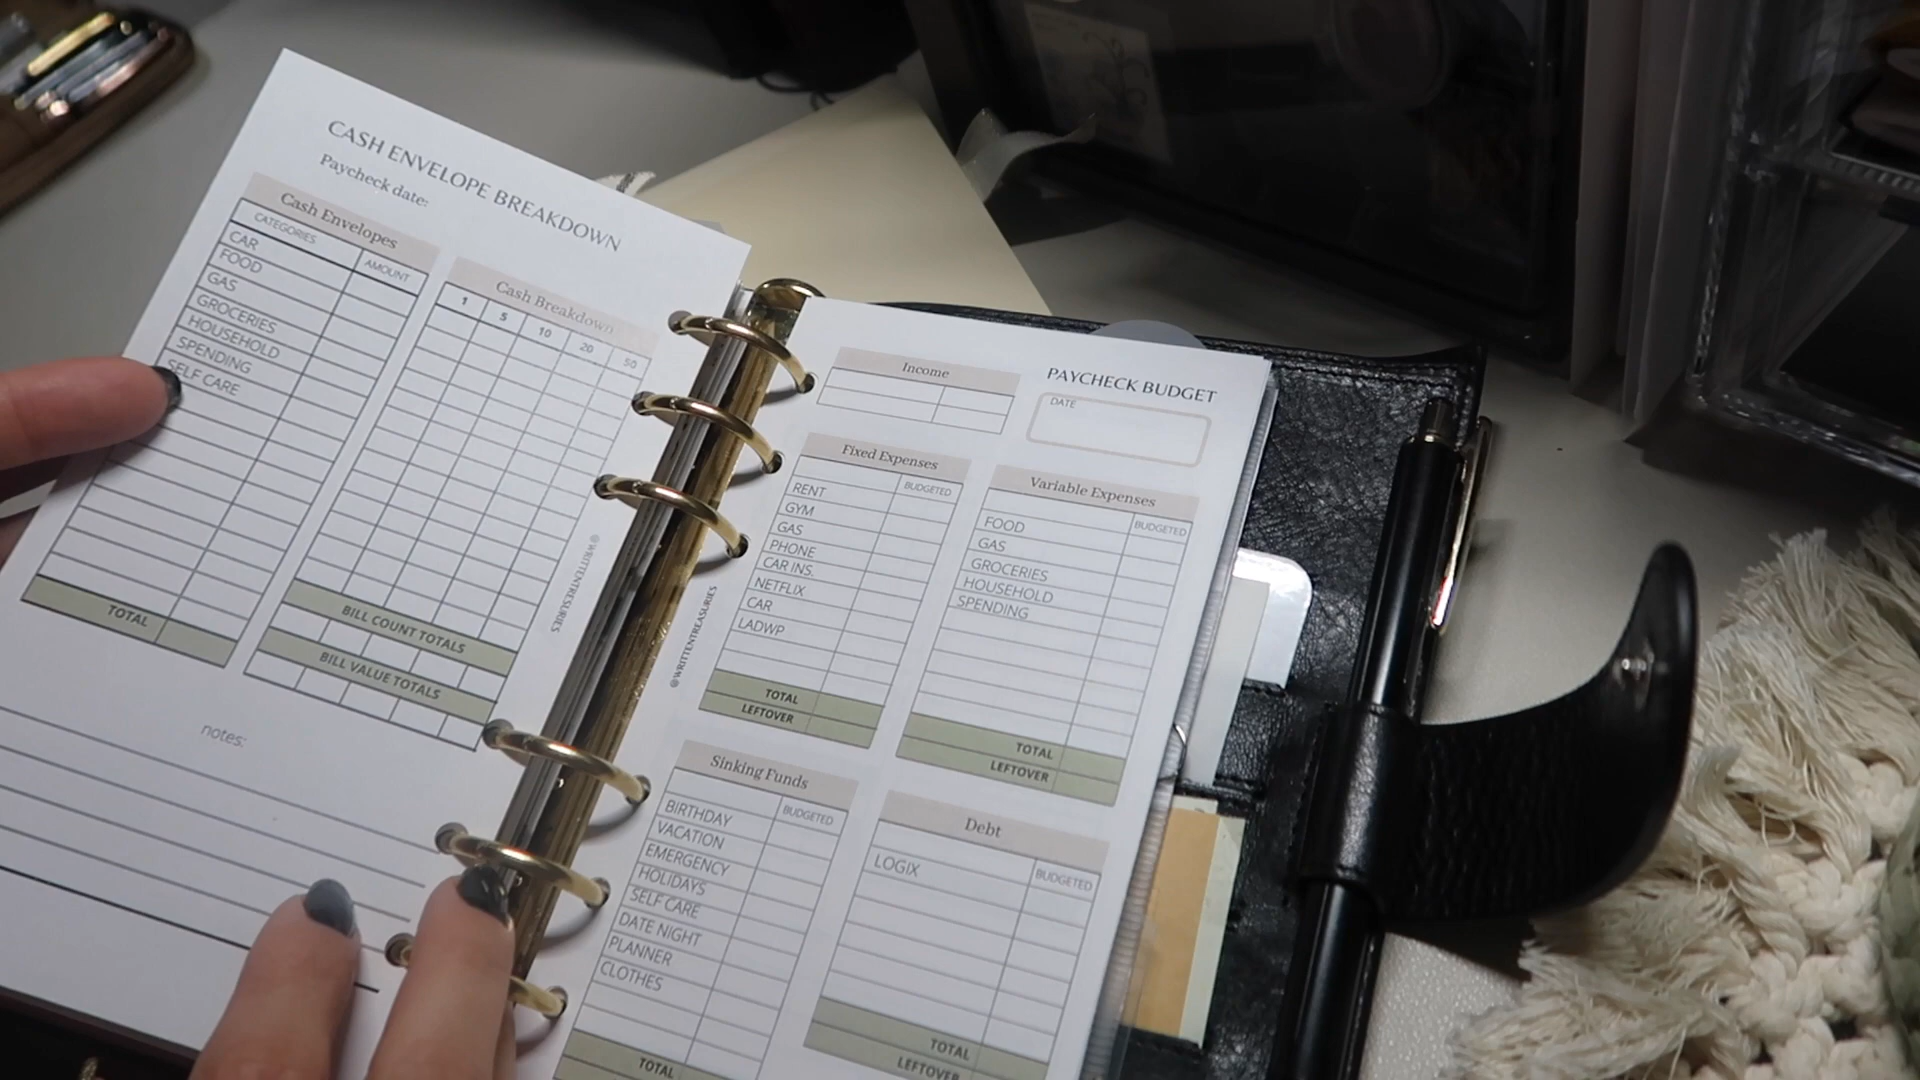 CASH ENVELOPE BREAKDOWN
Paycheck date:
Cash Envelopes
CATEGORIES AMOUNT
CAR
FOOD
GAS
GROCERIES
HOUSEHOLD
SPENDING
SELF CARE
TOTAL
Cash Breakdown
1 5 10 20 50
BILL COUNT TOTALS
BILL VALUE TOTALS
notes:
@WRITTENTRESURIES
@WRITTENTREASURIES
Income
PAYCHECK BUDGET
DATE
Fixed Expenses
BUDGETED
RENT
GYM
GAS
PHONE
CAR INS.
NETFLIX
CAR
LADWP
TOTAL
LEFTOVER
Variable Expenses
BUDGETED
FOOD
GAS
GROCERIES
HOUSEHOLD
SPENDING
TOTAL
LEFTOVER
Sinking Funds
BUDGETED
BIRTHDAY
VACATION
EMERGENCY
HOLIDAYS
SELF CARE
DATE NIGHT
PLANNER
CLOTHES
TOTAL
Debt
BUDGETED
LOGIX
TOTAL
LEFTOVER